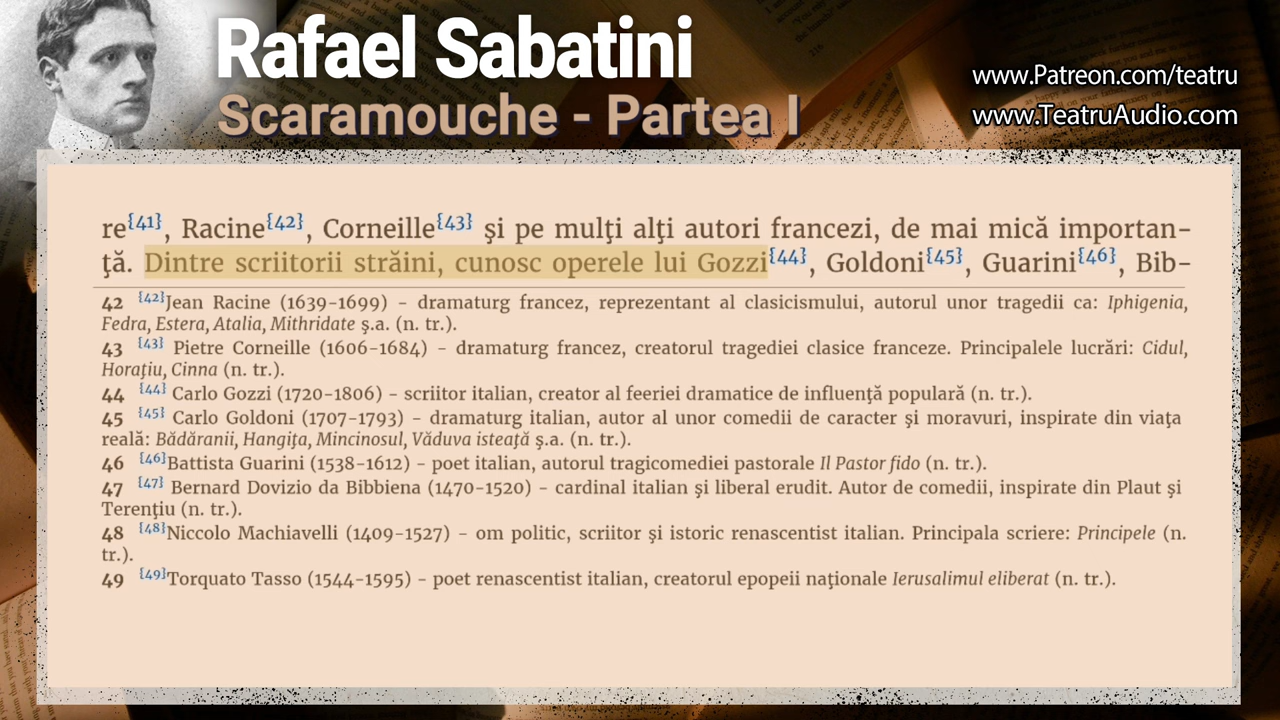 Rafael Sabatini
Scaramouche - Partea I
www.Patreon.com/teatru
www.TeatruAudio.com
re{41}, Racine{42}, Corneille{43} şi pe mulţi alţi autori francezi, de mai mică importan-
ţă. Dintre scriitorii străini, cunosc operele lui Gozzi{44}, Goldoni{45}, Guarini{46}, Bib-
42 {42}Jean Racine (1639-1699) - dramaturg francez, reprezentant al clasicismului, autorul unor tragedii ca: Iphigenia,
Fedra, Estera, Atalia, Mithridate ş.a. (n. tr.).
43 {43} Pietre Corneille (1606-1684) - dramaturg francez, creatorul tragediei clasice franceze. Principalele lucrări: Cidul,
Horaţiu, Cinna (n. tr.).
44 {44} Carlo Gozzi (1720-1806) - scriitor italian, creator al feeriei dramatice de influenţă populară (n. tr.).
45 {45} Carlo Goldoni (1707-1793) - dramaturg italian, autor al unor comedii de caracter şi moravuri, inspirate din viaţa
reală: Bădăranii, Hangiţa, Mincinosul, Văduva isteaţă ş.a. (n. tr.).
46 {46}Battista Guarini (1538-1612) - poet italian, autorul tragicomediei pastorale Il Pastor fido (n. tr.).
47 {47} Bernard Dovizio da Bibbiena (1470-1520) - cardinal italian şi liberal erudit. Autor de comedii, inspirate din Plaut şi
Terenţiu (n. tr.).
48 {48}Niccolo Machiavelli (1409-1527) - om politic, scriitor şi istoric renascentist italian. Principala scriere: Principele (n.
tr.).
49 {49}Torquato Tasso (1544-1595) - poet renascentist italian, creatorul epopeii naţionale Ierusalimul eliberat (n. tr.).